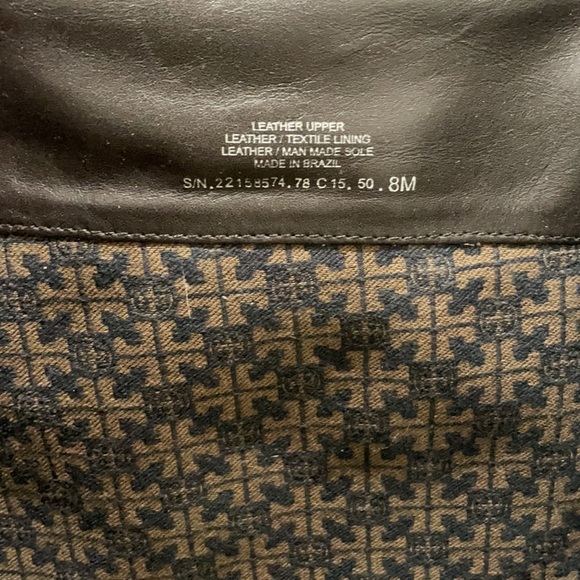 LEATHER UPPER
LEATHER / TEXTILE LINING
LEATHER / MAN MADE SOLE
MADE IN BRAZIL
S/N.22158574.78 C15. 50 .8M